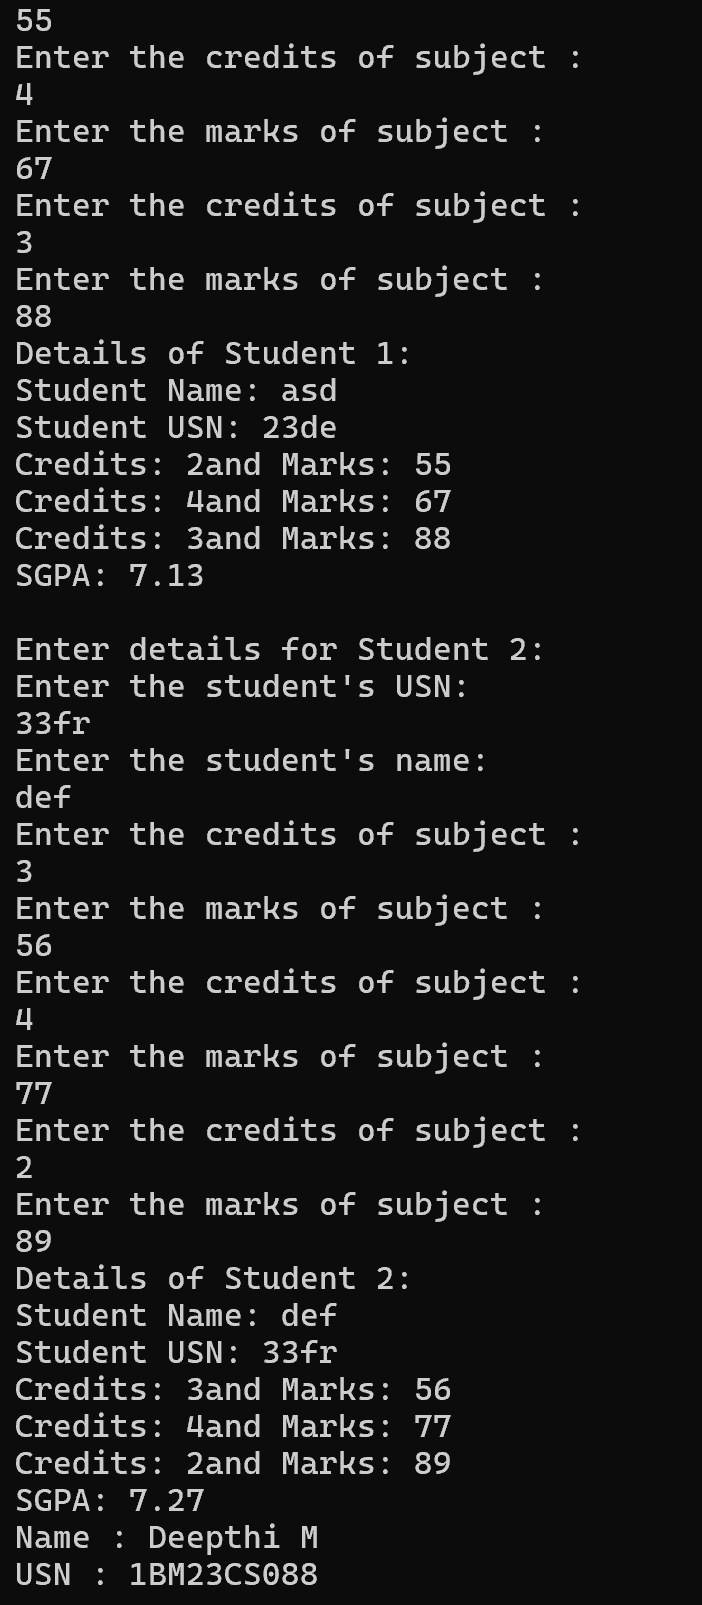 55
Enter the credits of subject :
4
Enter the marks of subject :
67
Enter the credits of subject :
3
Enter the marks of subject :
88
Details of Student 1:
Student Name: asd
Student USN: 23de
Credits: 2and Marks: 55
Credits: 4and Marks: 67
Credits: 3and Marks: 88
SGPA: 7.13

Enter details for Student 2:
Enter the student's USN:
33fr
Enter the student's name:
def
Enter the credits of subject :
3
Enter the marks of subject :
56
Enter the credits of subject :
4
Enter the marks of subject :
77
Enter the credits of subject :
2
Enter the marks of subject :
89
Details of Student 2:
Student Name: def
Student USN: 33fr
Credits: 3and Marks: 56
Credits: 4and Marks: 77
Credits: 2and Marks: 89
SGPA: 7.27
Name : Deepthi M
USN : 1BM23CS088